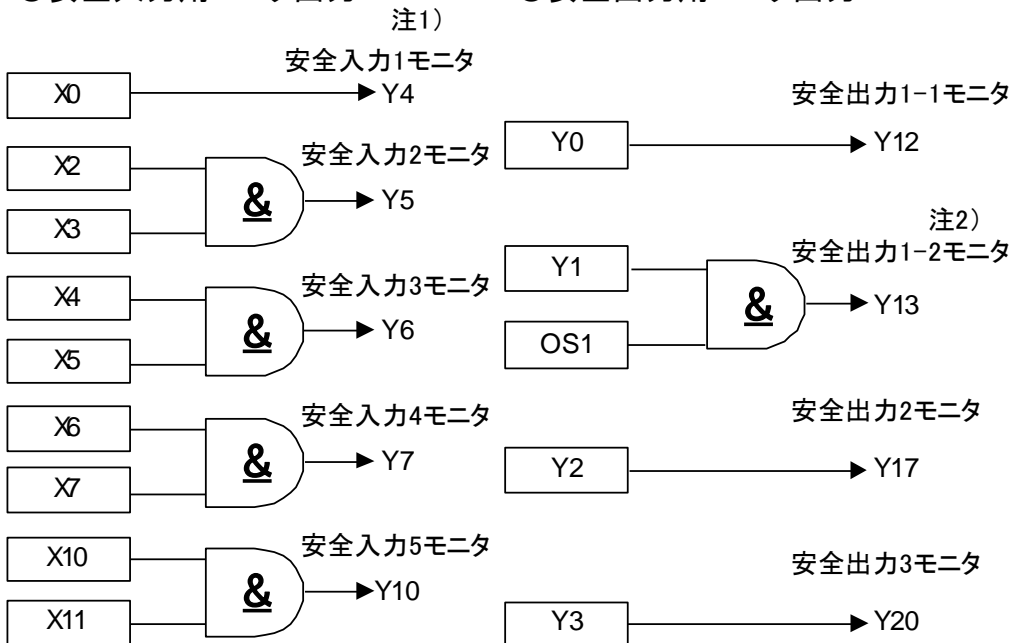 注1）
安全入力1モニタ
X0
Y4
安全入力2モニタ
X2
&
Y5
X3
安全入力3モニタ
X4
&
Y6
X5
安全入力4モニタ
X6
&
Y7
X7
安全入力5モニタ
X10
&
Y10
X11
安全出力1-1モニタ
Y0
Y12
注2）
安全出力1-2モニタ
Y1
&
Y13
OS1
安全出力2モニタ
Y2
Y17
安全出力3モニタ
Y3
Y20